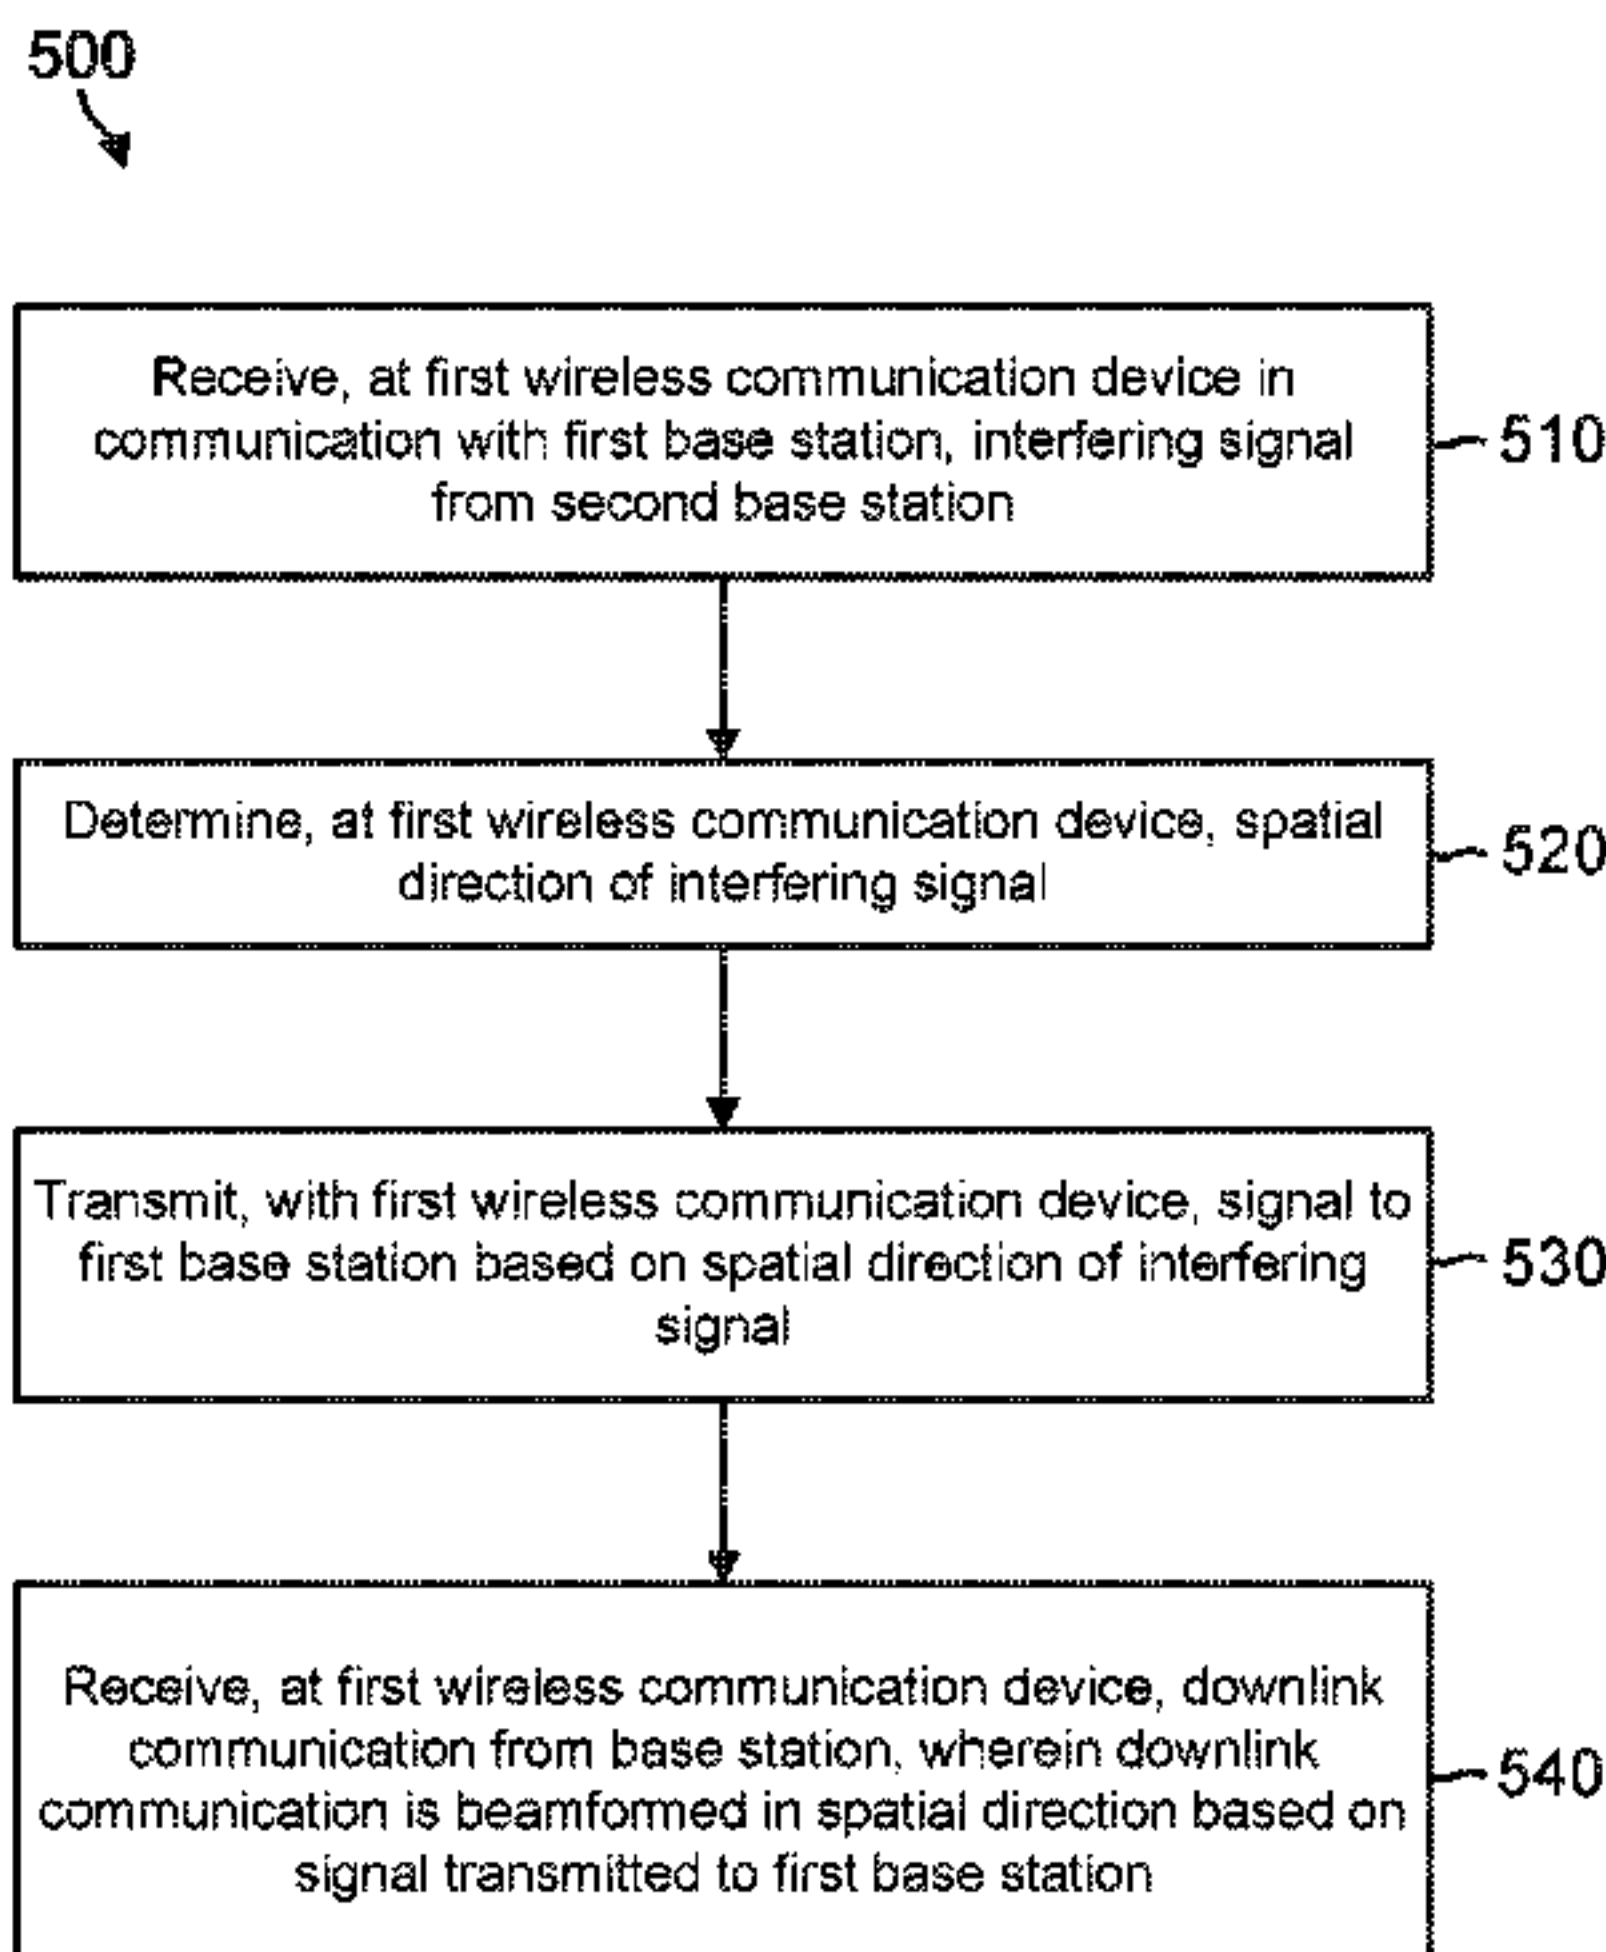 500
Receive, at first wireless communication device in
communication with first base station, interfering signal
from second base station
510
Determine, at first wireless communication device, spatial
direction of interfering signal
520
Transmit, with first wireless communication device, signal to
first base station based on spatial direction of interfering
signal
530
Receive, at first wireless communication device, downlink
communication from base station, wherein downlink
communication is beamformed in spatial direction based on
signal transmitted to first base station
540